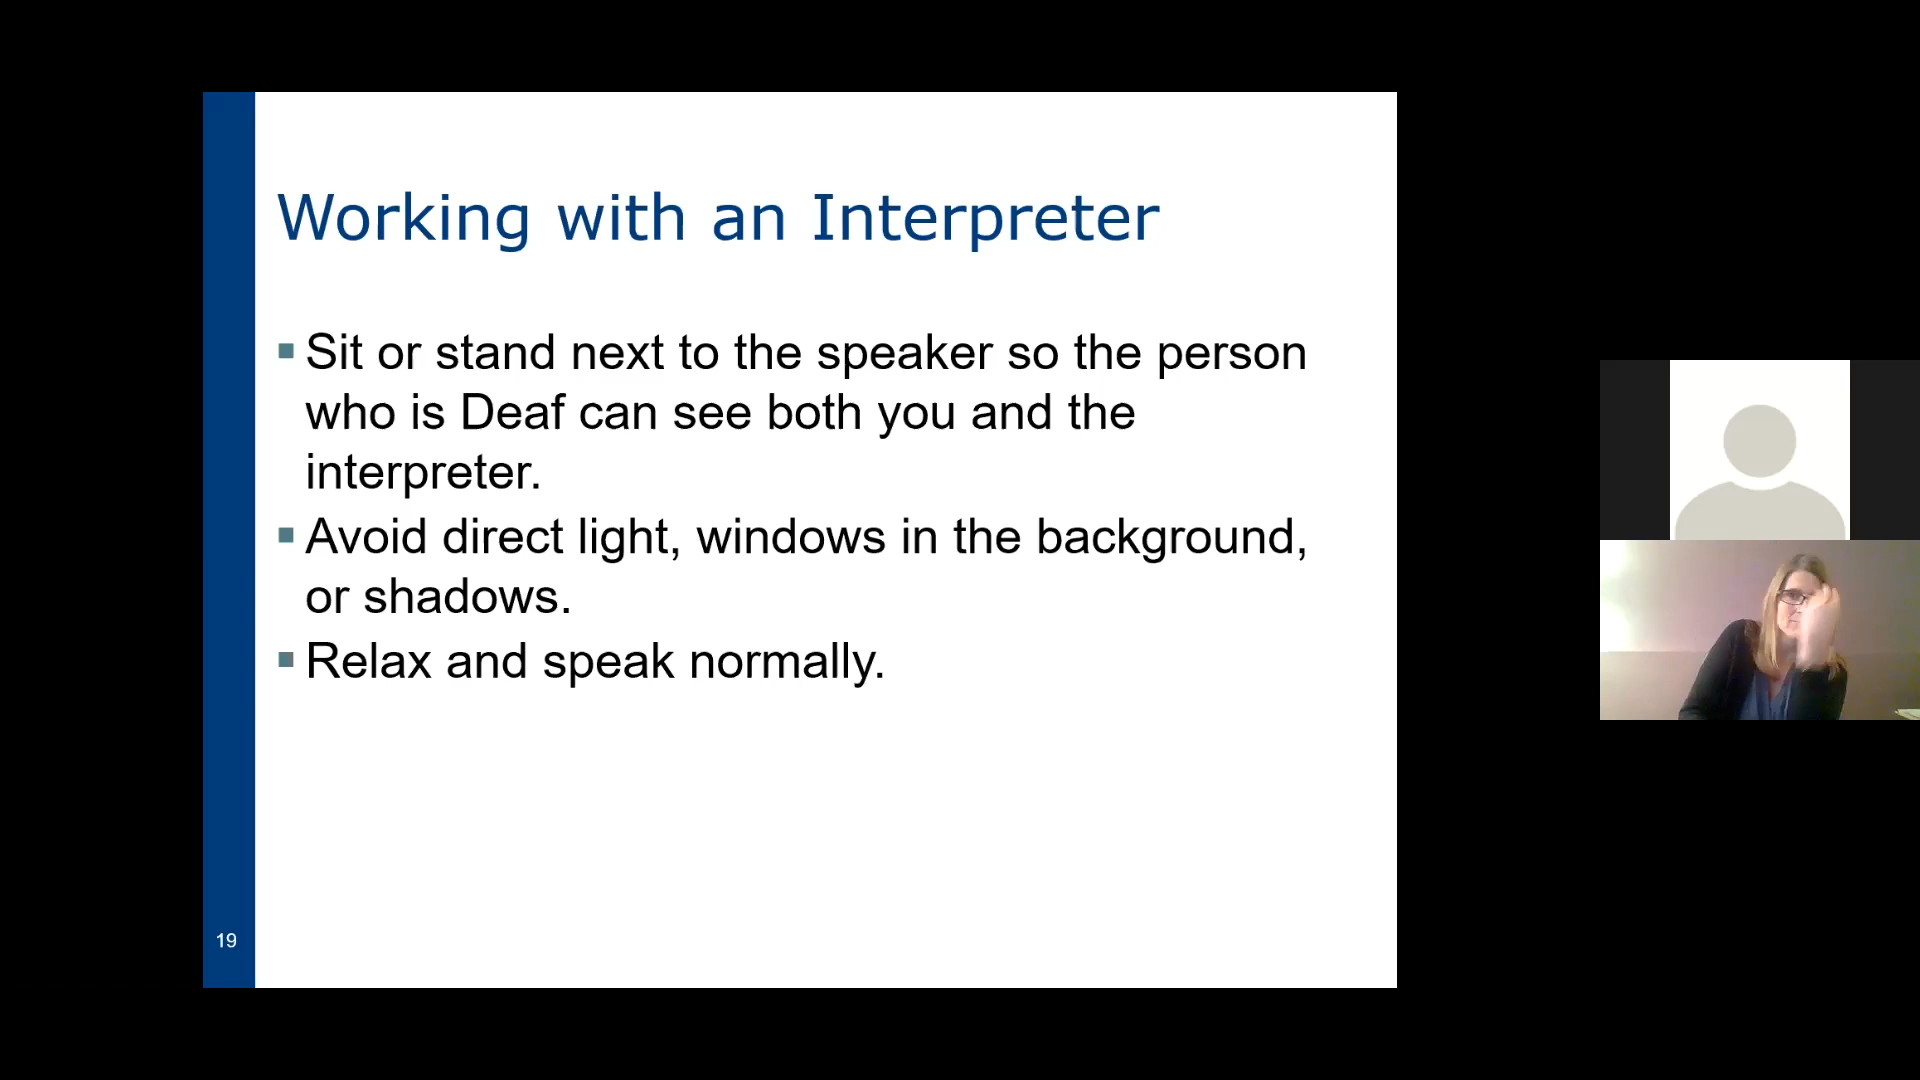 Working with an Interpreter
▪ Sit or stand next to the speaker so the person
who is Deaf can see both you and the
interpreter.
▪ Avoid direct light, windows in the background,
or shadows.
▪ Relax and speak normally.
19